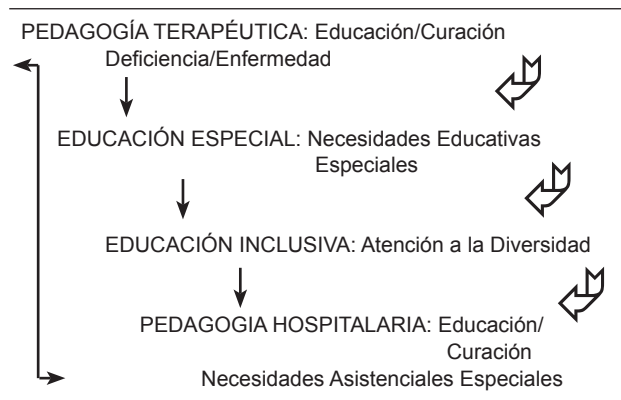 PEDAGOGÍA TERAPÉUTICA: Educación/Curación
Deficiencia/Enfermedad
EDUCACIÓN ESPECIAL: Necesidades Educativas
Especiales
EDUCACIÓN INCLUSIVA: Atención a la Diversidad
PEDAGOGIA HOSPITALARIA: Educación/
Curación
Necesidades Asistenciales Especiales